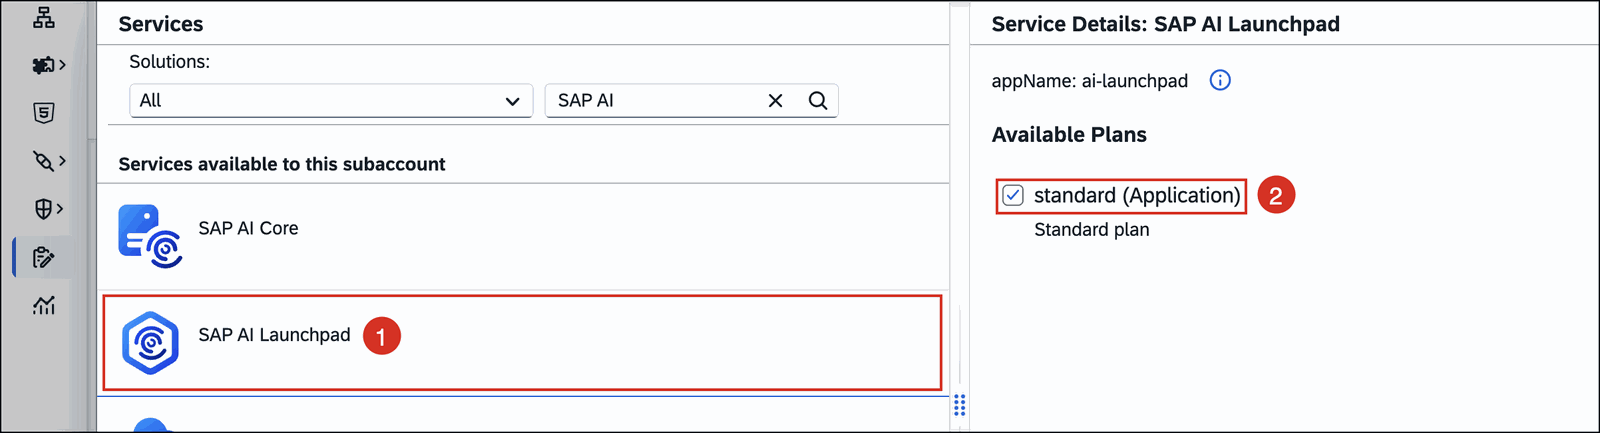 Services
Solutions:
All
SAP AI
Services available to this subaccount
SAP AI Core
SAP AI Launchpad
1
Service Details: SAP AI Launchpad
appName: ai-launchpad
Available Plans
standard (Application)
2
Standard plan